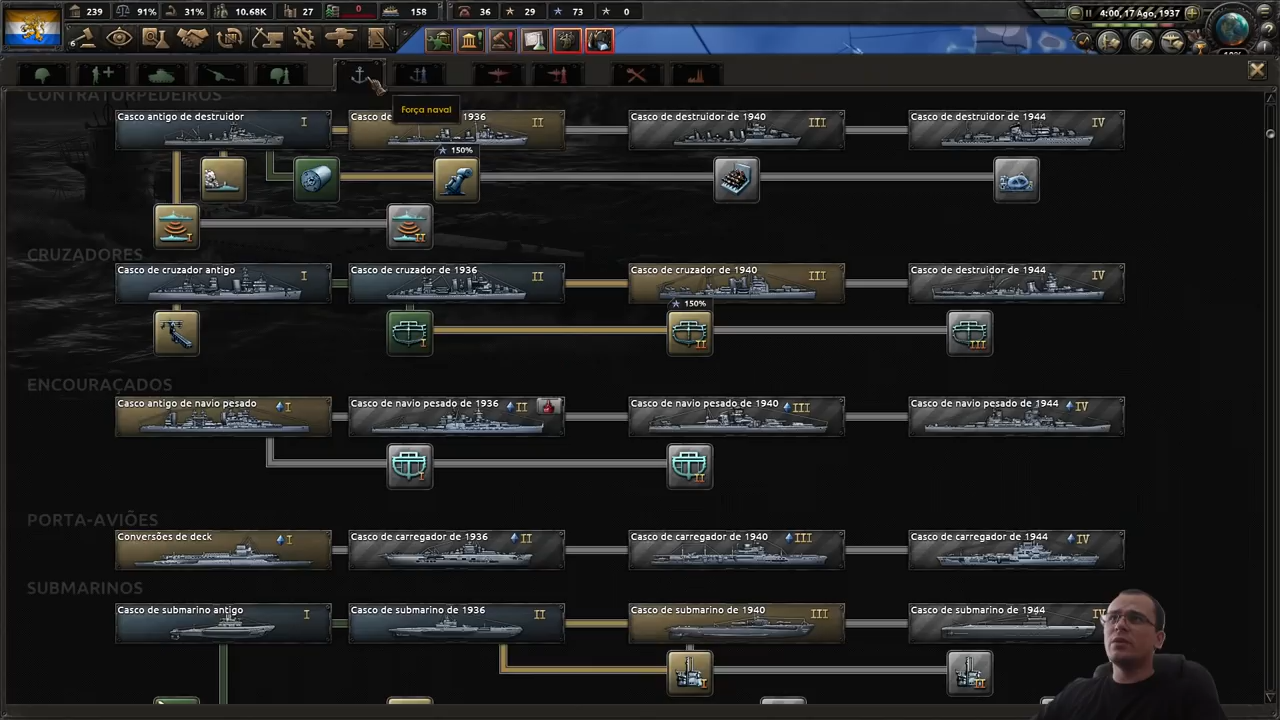 239 91% 31% 10.68K 27 0 158 36 29 73 0 4:00, 17 Ago, 1937
6
CONTRATORPEDEIROS
Força naval
Casco antigo de destruidor I
Casco de 1936 II
Casco de destruidor de 1940 III
Casco de destruidor de 1944 IV
150%
I
II
CRUZADORES
Casco de cruzador antigo I
Casco de cruzador de 1936 II
Casco de cruzador de 1940 III
Casco de destruidor de 1944 IV
150%
I
II
III
ENCOURAÇADOS
Casco antigo de navio pesado I
Casco de navio pesado de 1936 II
Casco de navio pesado de 1940 III
Casco de navio pesado de 1944 IV
I
II
PORTA-AVIÕES
Conversões de deck I
Casco de carregador de 1936 II
Casco de carregador de 1940 III
Casco de carregador de 1944 IV
SUBMARINOS
Casco de submarino antigo I
Casco de submarino de 1936 II
Casco de submarino de 1940 III
Casco de submarino de 1944 IV
I
II